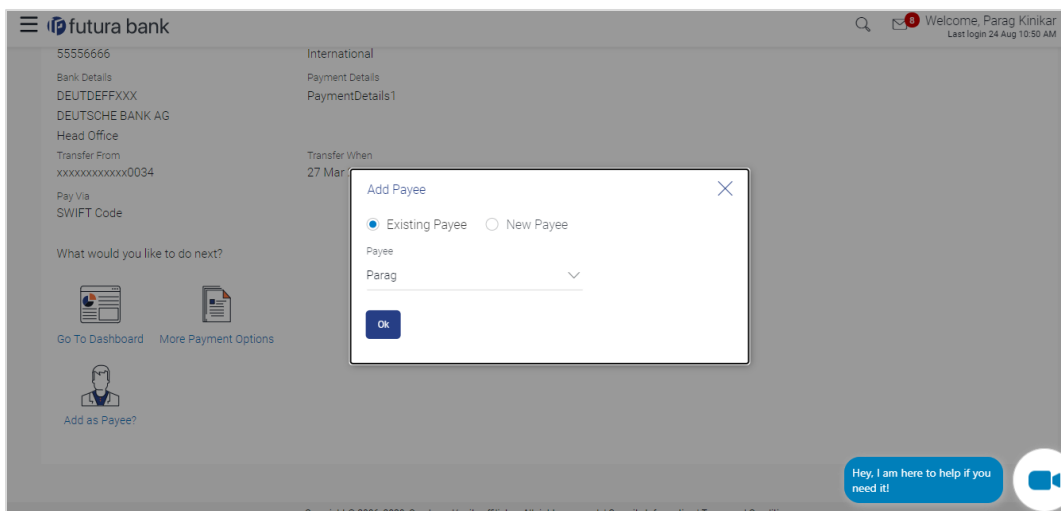 futura bank
8
Welcome, Parag Kinikar
Last login 24 Aug 10:50 AM
55556666
International
Bank Details
Payment Details
DEUTDEFFXXX
PaymentDetails1
DEUTSCHE BANK AG
Head Office
Transfer From
Transfer When
xxxxxxxxxxxx0034
27 Mar
Pay Via
SWIFT Code
Add Payee
Existing Payee
New Payee
Payee
Parag
Ok
What would you like to do next?
Go To Dashboard
More Payment Options
Add as Payee?
Hey, I am here to help if you
need it!